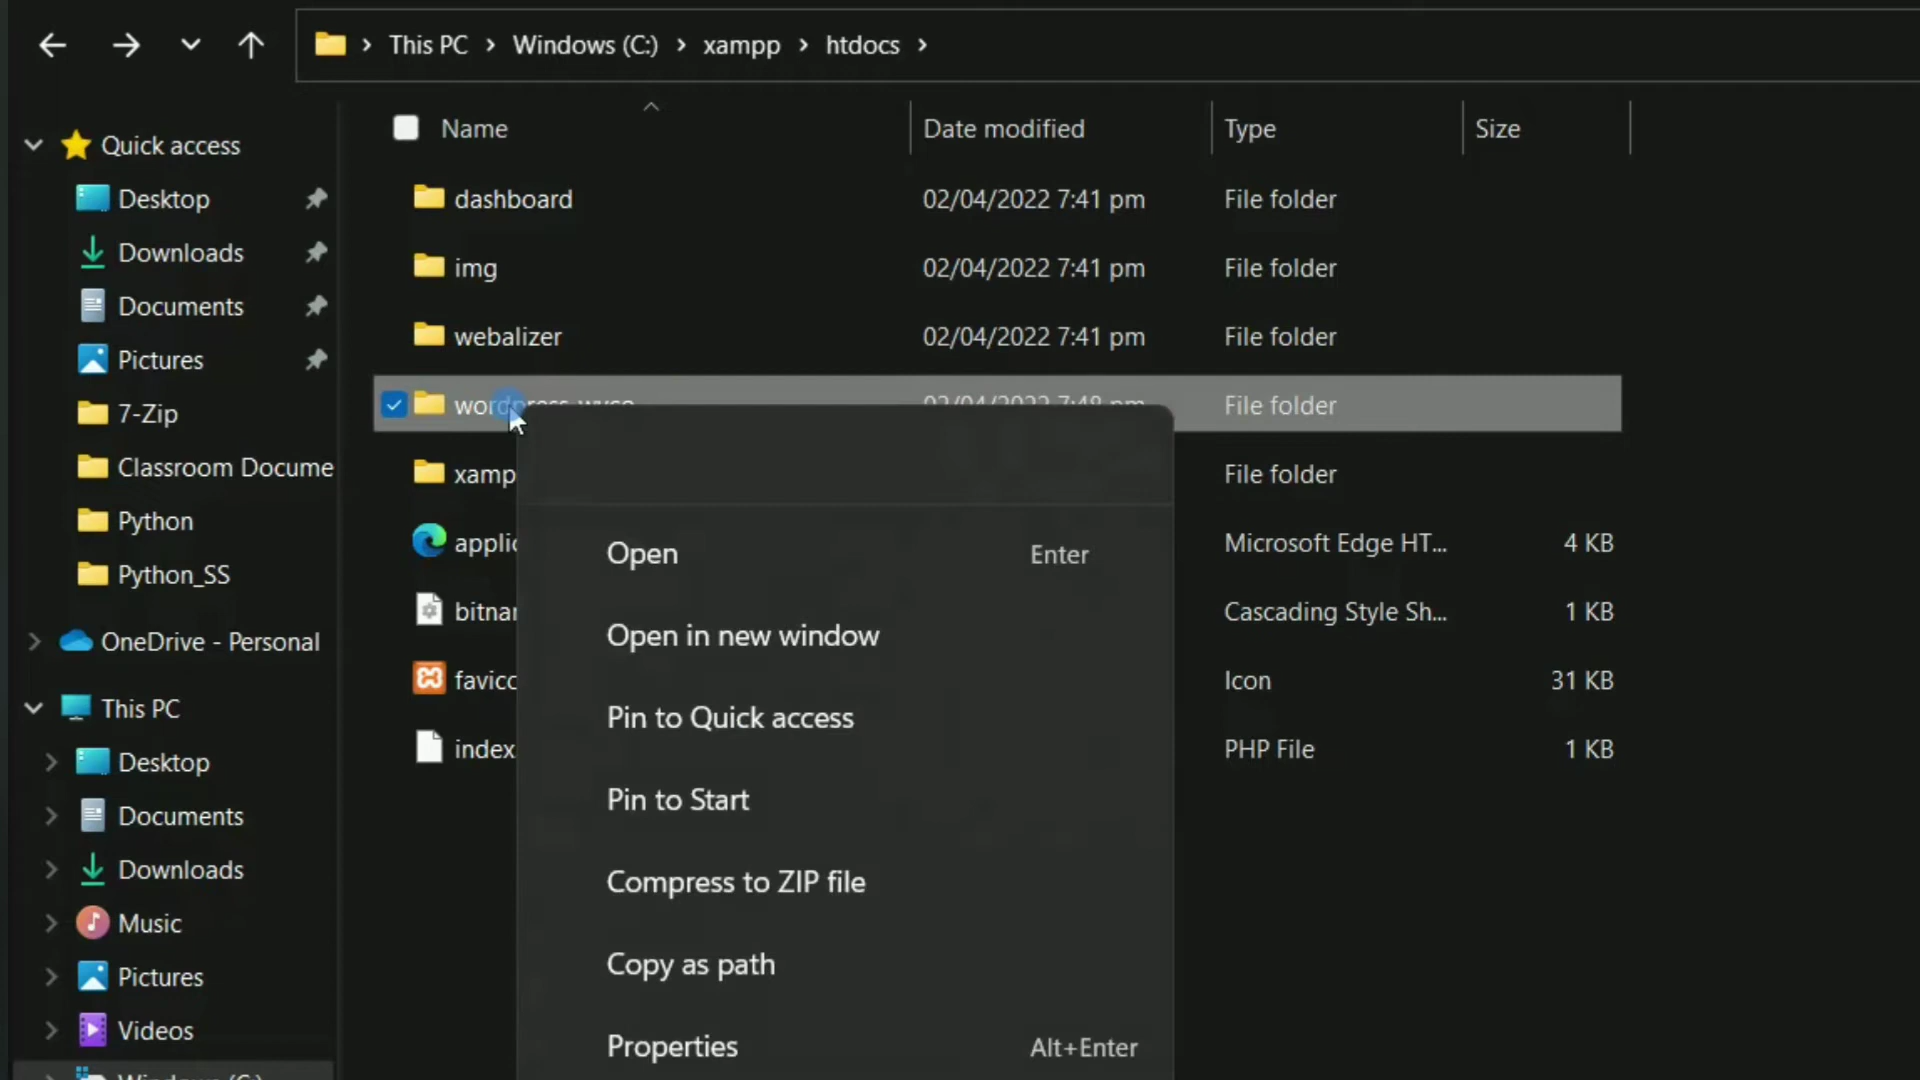 This PC > Windows (C:) > xampp > htdocs >
Name Date modified Type Size
Quick access
Desktop
Downloads
Documents
Pictures
7-Zip
Classroom Docume
Python
Python_SS
OneDrive - Personal
This PC
Desktop
Documents
Downloads
Music
Pictures
Videos
dashboard 02/04/2022 7:41 pm File folder
img 02/04/2022 7:41 pm File folder
webalizer 02/04/2022 7:41 pm File folder
File folder
xamp File folder
applic Microsoft Edge HT... 4 KB
bitnar Cascading Style Sh... 1 KB
favicc Icon 31 KB
index. PHP File 1 KB
Open Enter
Open in new window
Pin to Quick access
Pin to Start
Compress to ZIP file
Copy as path
Properties Alt+Enter